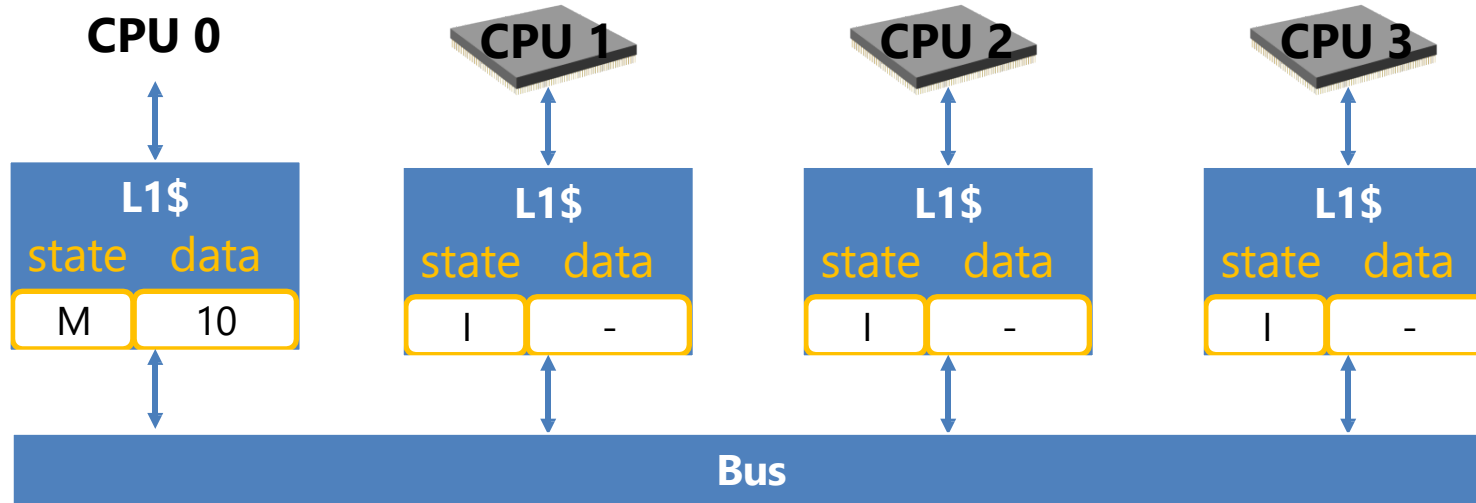 CPU 0 CPU 1 CPU 2 CPU 3
L1$ L1$ L1$ L1$
state data state data state data state data
M 10 I - I - I -
Bus